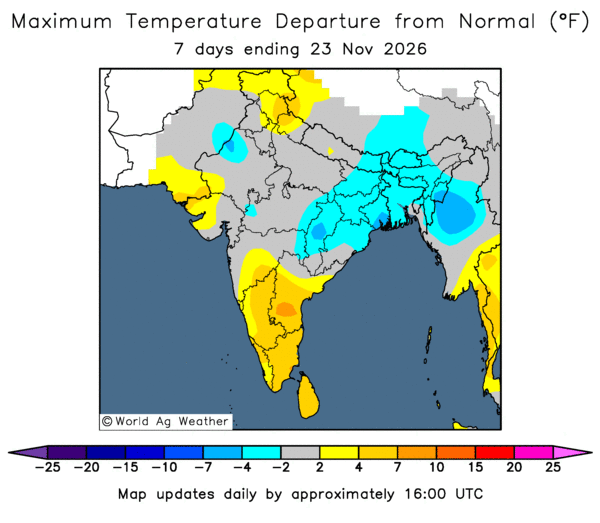 Maximum Temperature Departure from Normal (°F)
7 days ending 23 Nov 2026
©World Ag Weather
-25 -20 -15 -10 -7 -4 -2 2 4 7 10 15 20 25
Map updates daily by approximately 16:00 UTC